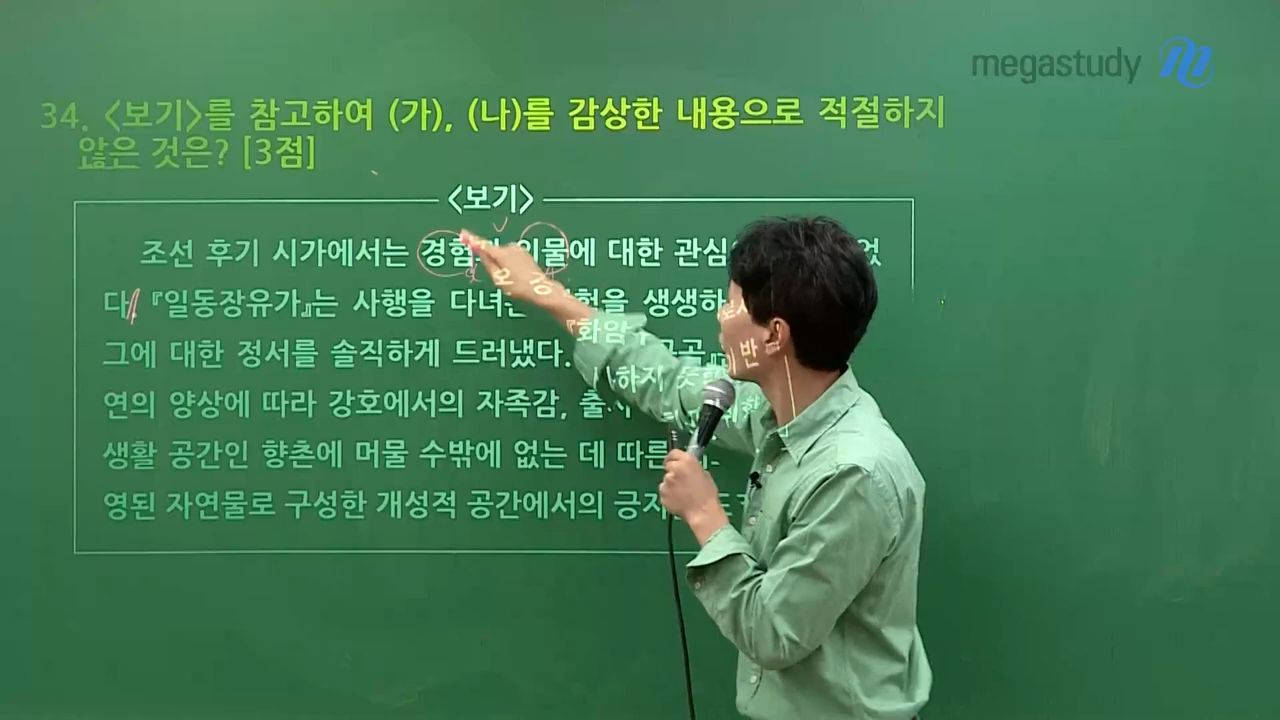 megastudy
34. <보기>를 참고하여 (가), (나)를 감상한 내용으로 적절하지
않은 것은? [3점]
<보기>
조선 후기 시가에서는 경험과 인물에 대한 관심
다. 『일동장유가』는 사행을 다녀온 생생하
그에 대한 정서를 솔직하게 드러냈다. 『화암
연의 양상에 따라 강호에서의 자족감,
생활 공간인 향촌에 머물 수밖에 없는 데 따른
영된 자연물로 구성한 개성적 공간에서의 긍지